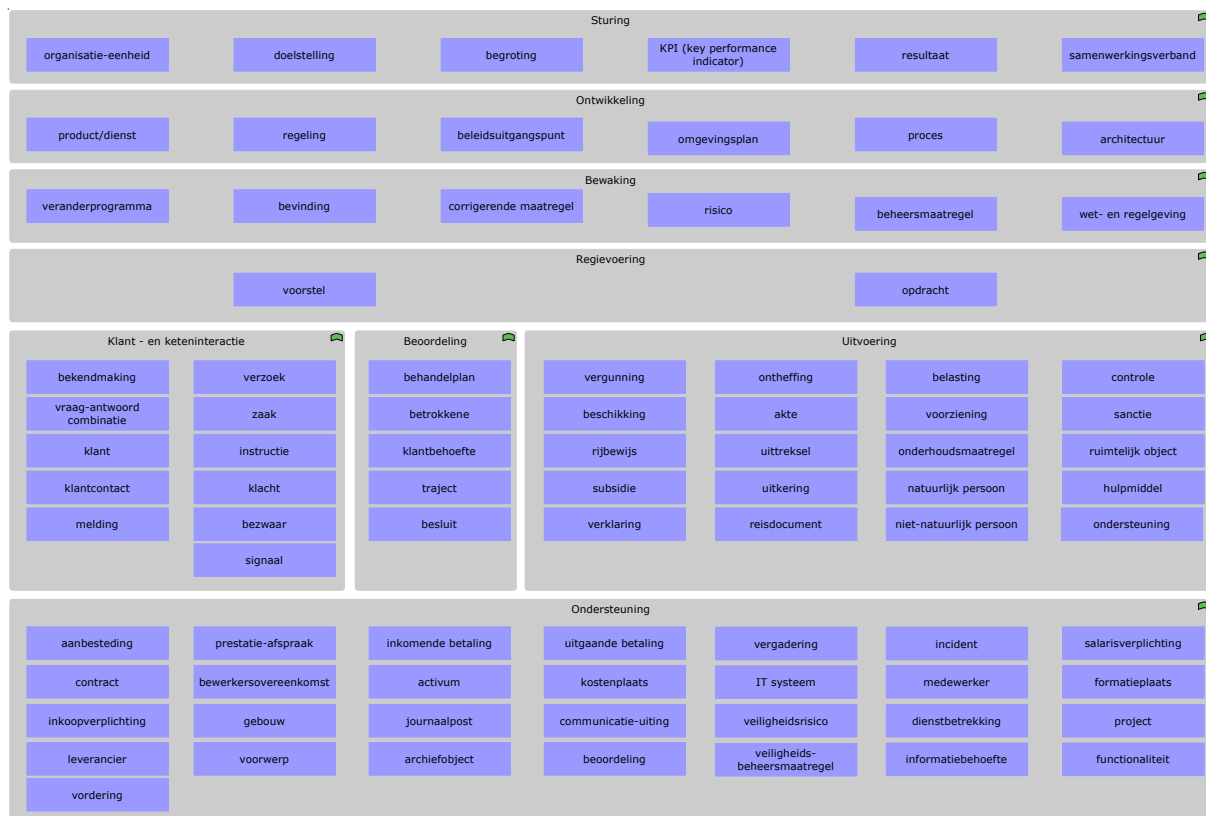 Sturing
organisatie-eenheid
doelstelling
begroting
KPI (key performance
indicator)
resultaat
samenwerkingsverband
Ontwikkeling
product/dienst
regeling
beleidsuitgangspunt
omgevingsplan
proces
architectuur
Bewaking
veranderprogramma
bevinding
corrigerende maatregel
risico
beheersmaatregel
wet- en regelgeving
Regievoering
voorstel
opdracht
Klant - en keteninteractie
bekendmaking
verzoek
vraag-antwoord
combinatie
zaak
klant
instructie
klantcontact
klacht
melding
bezwaar
signaal
Beoordeling
behandelplan
betrokkene
klantbehoefte
traject
besluit
Uitvoering
vergunning
ontheffing
belasting
controle
beschikking
akte
voorziening
sanctie
rijbewijs
uittreksel
onderhoudsmaatregel
ruimtelijk object
subsidie
uitkering
natuurlijk persoon
hulpmiddel
verklaring
reisdocument
niet-natuurlijk persoon
ondersteuning
Ondersteuning
aanbesteding
prestatie-afspraak
inkomende betaling
uitgaande betaling
vergadering
incident
salarisverplichting
contract
bewerkersovereenkomst
activum
kostenplaats
IT systeem
medewerker
formatieplaats
inkoopverplichting
gebouw
journaalpost
communicatie-uiting
veiligheidsrisico
dienstbetrekking
project
leverancier
voorwerp
archiefobject
beoordeling
veiligheids-
beheersmaatregel
informatiebehoefte
functionaliteit
vordering